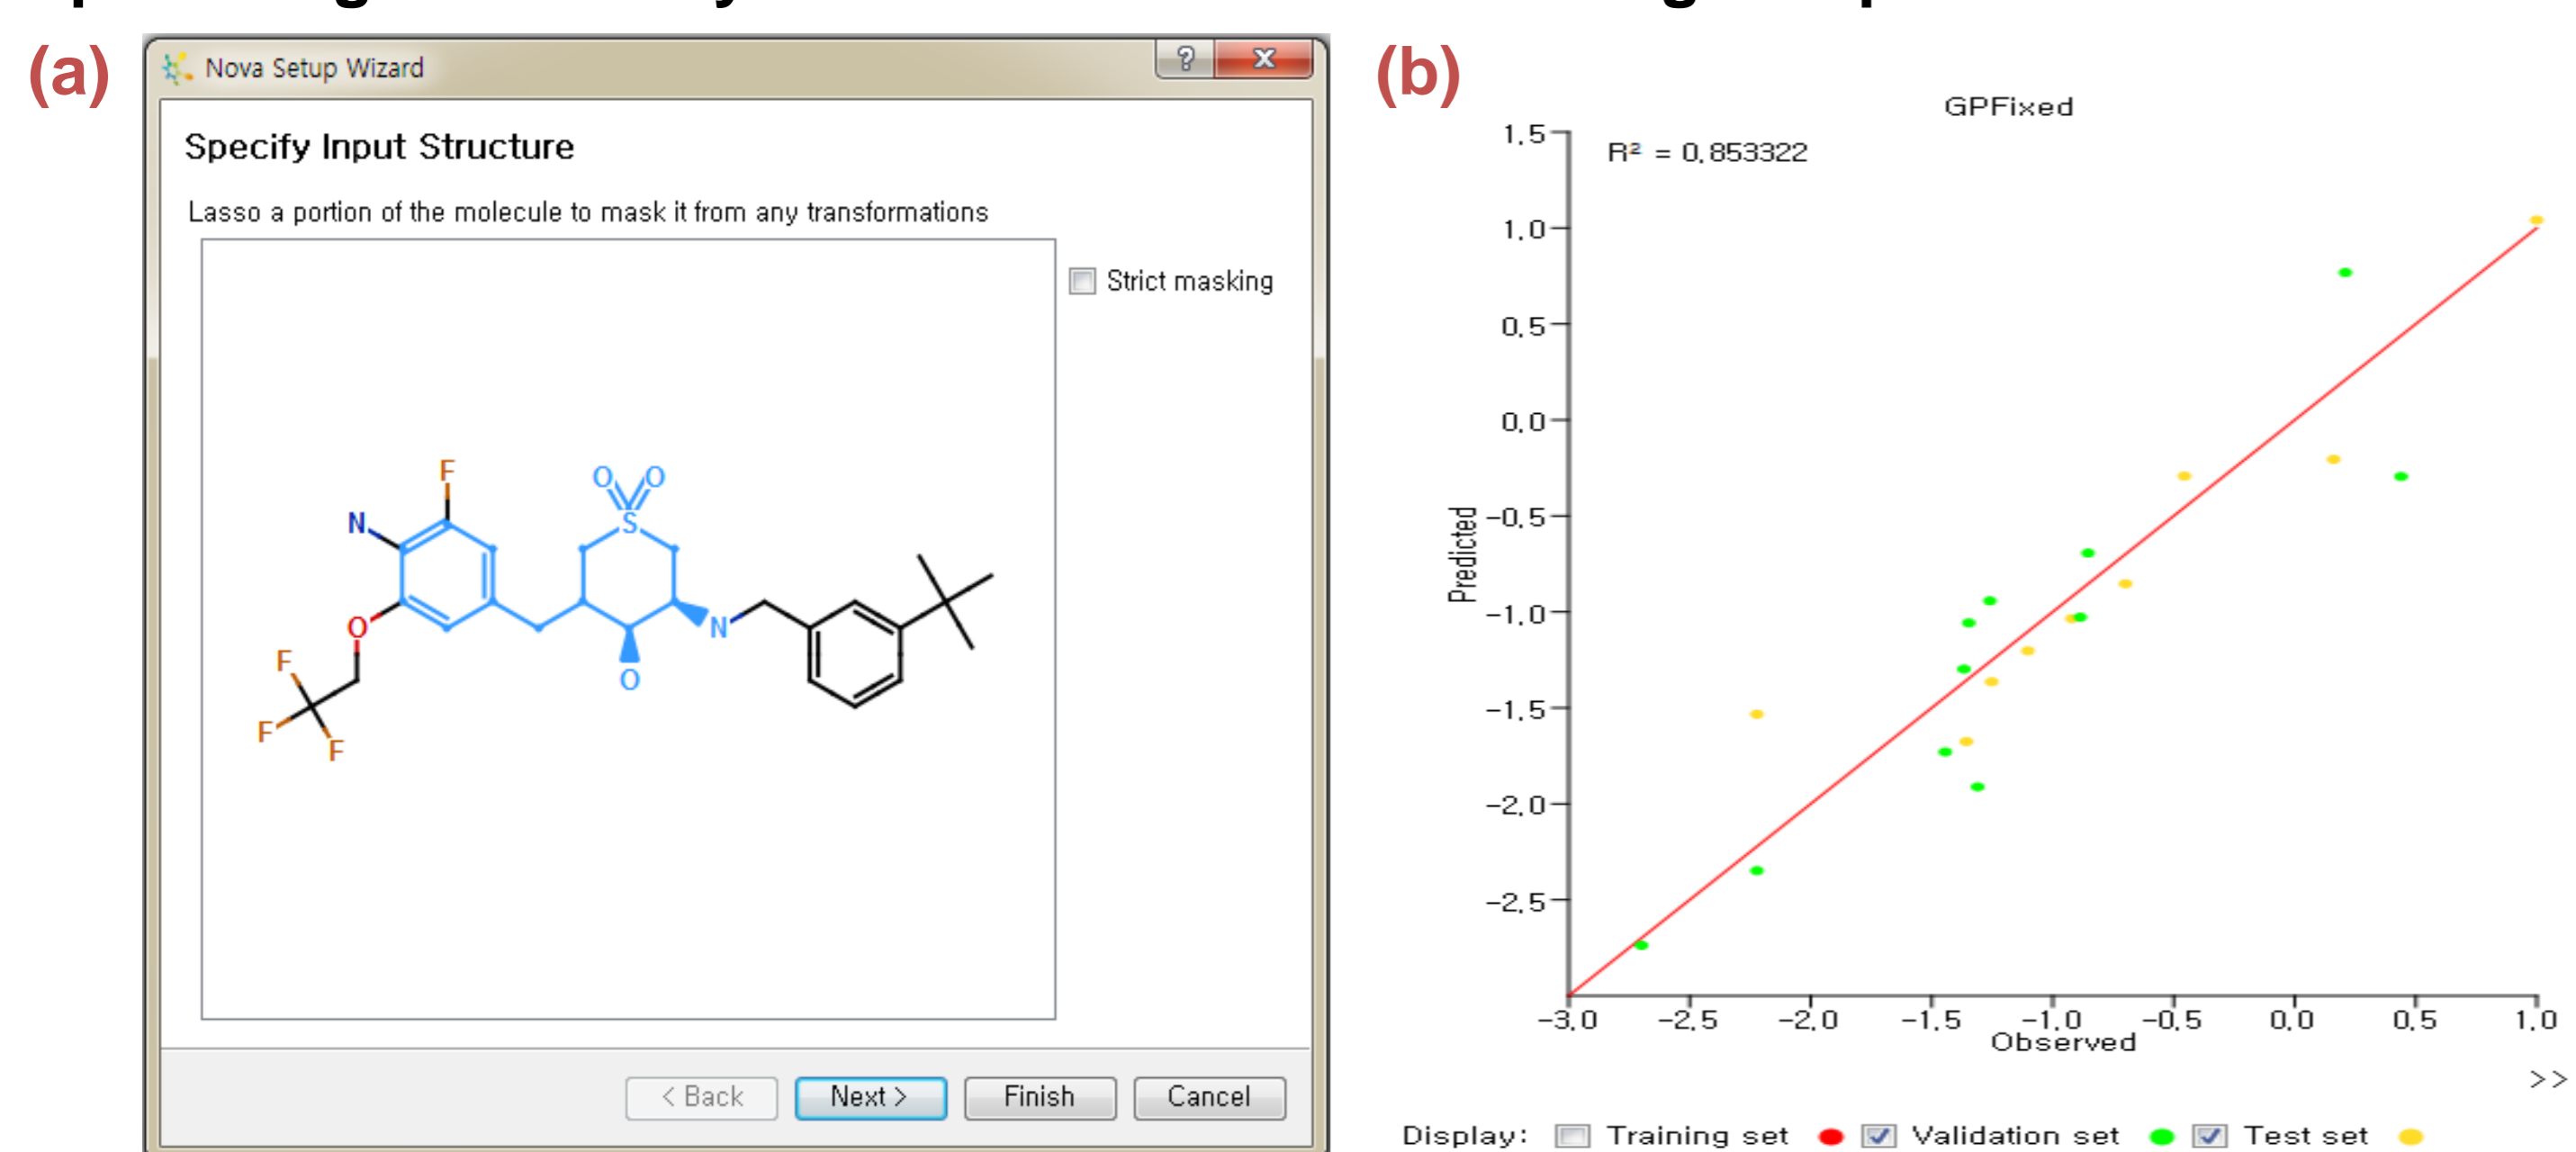 (a)
Nova Setup Wizard
?
x
Specify Input Structure
Lasso a portion of the molecule to mask it from any transformations
Strict masking
F
N
O O
S
O
N
O
F
F
F
< Back
Next >
Finish
Cancel
(b)
GPFixed
R² = 0,853322
1,5
1,0
0,5
0,0
-0,5
-1,0
-1,5
-2,0
-2,5
Predicted
-3,0 -2,5 -2,0 -1,5 -1,0 -0,5 0,0 0,5 1,0
Observed
>>
Display: Training set Validation set Test set